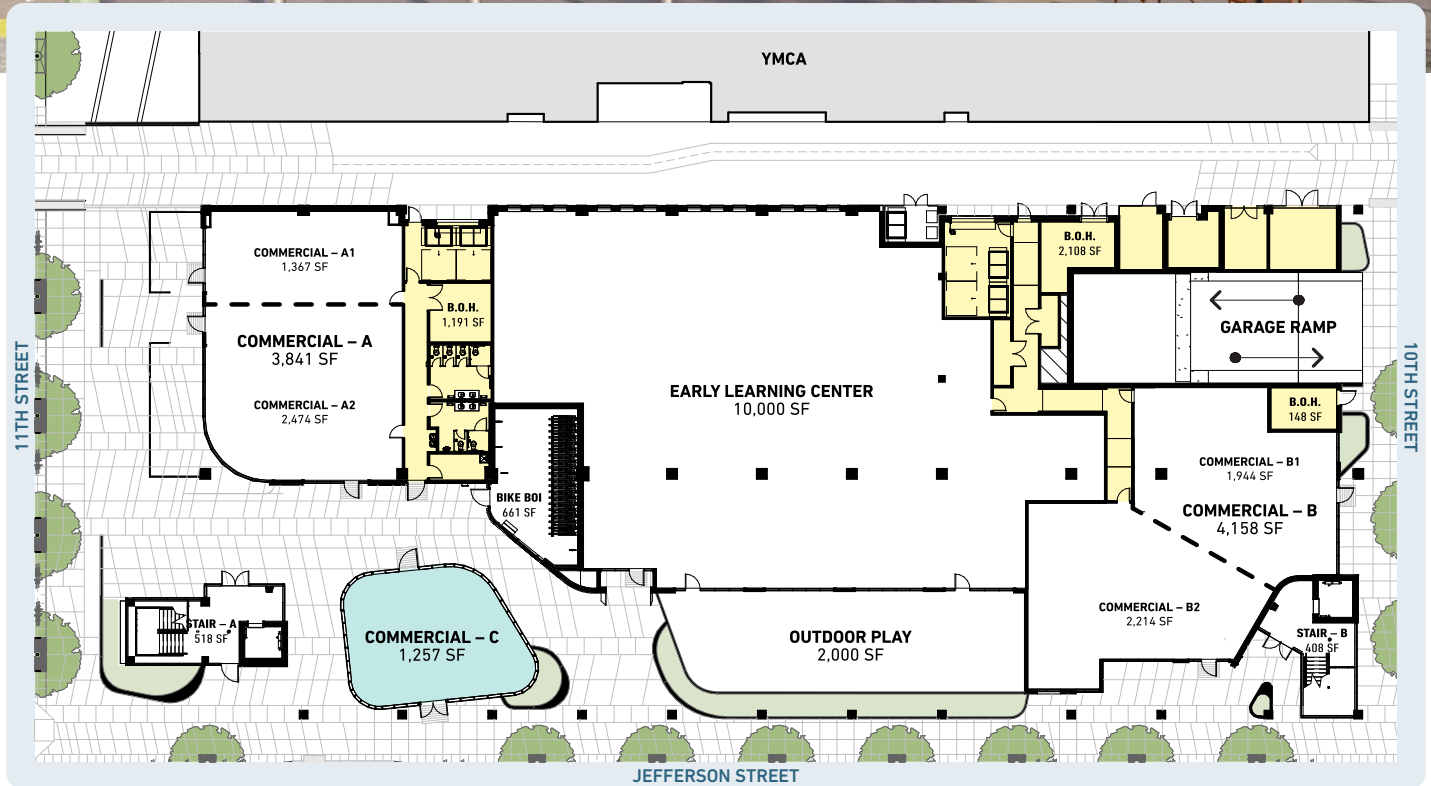 YMCA
COMMERCIAL – A1
1,367 SF
B.O.H.
2,108 SF
B.O.H.
1,191 SF
GARAGE RAMP
COMMERCIAL – A
3,841 SF
11TH STREET
10TH STREET
EARLY LEARNING CENTER
10,000 SF
COMMERCIAL – A2
2,474 SF
B.O.H.
148 SF
COMMERCIAL – B1
1,944 SF
BIKE BOI
661 SF
COMMERCIAL – B
4,158 SF
COMMERCIAL – B2
2,214 SF
STAIR – A
518 SF
COMMERCIAL – C
1,257 SF
OUTDOOR PLAY
2,000 SF
STAIR – B
408 SF
JEFFERSON STREET